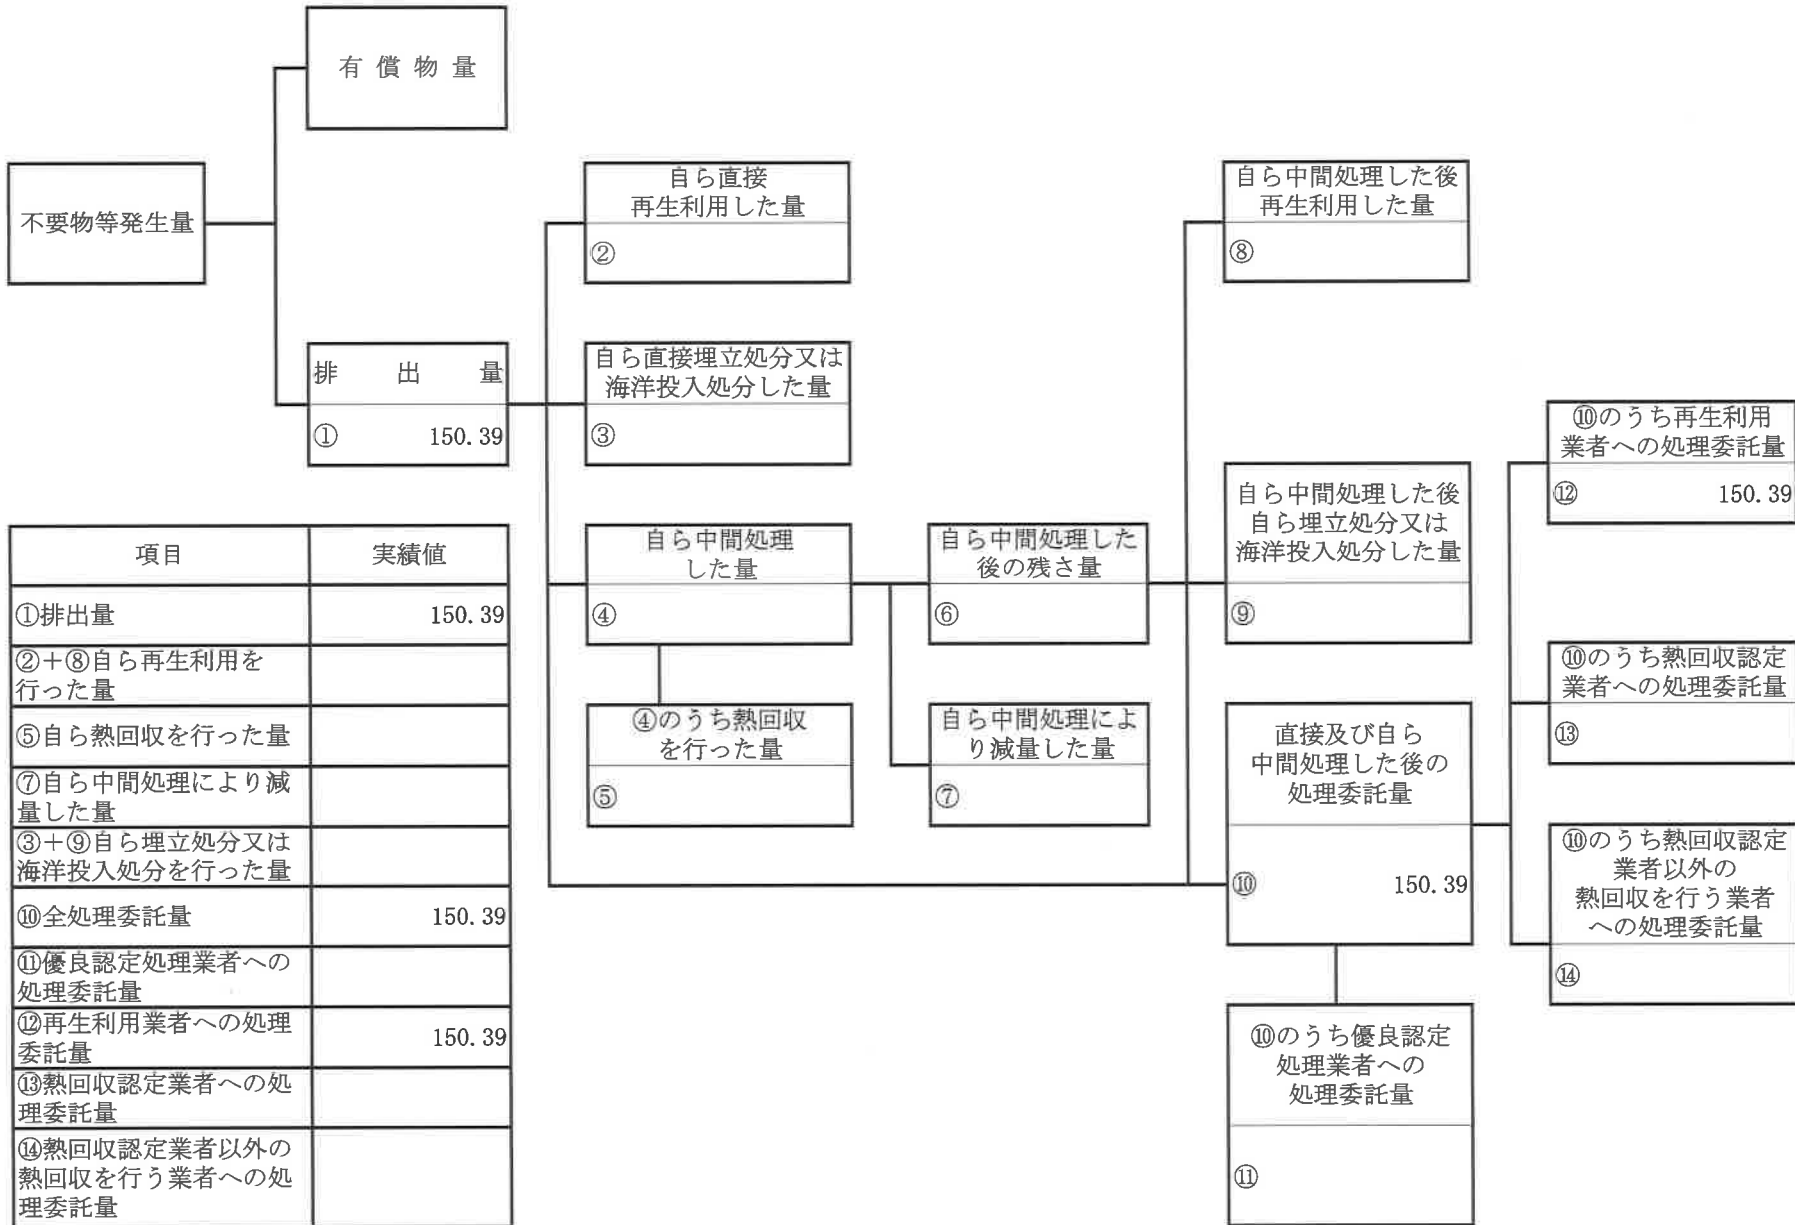 有償物量
不要物等発生量
排出量
① 150.39
自ら直接
再生利用した量
②
自ら直接埋立処分又は
海洋投入処分した量
③
自ら中間処理
した量
④
④のうち熱回収
を行った量
⑤
自ら中間処理した
後の残さ量
⑥
自ら中間処理によ
り減量した量
⑦
自ら中間処理した後
再生利用した量
⑧
自ら中間処理した後
自ら埋立処分又は
海洋投入処分した量
⑨
直接及び自ら
中間処理した後の
処理委託量
⑩ 150.39
⑩のうち優良認定
処理業者への
処理委託量
⑪
⑩のうち再生利用
業者への処理委託量
⑫ 150.39
⑩のうち熱回収認定
業者への処理委託量
⑬
⑩のうち熱回収認定
業者以外の
熱回収を行う業者
への処理委託量
⑭
項目 実績値
①排出量 150.39
②+⑧自ら再生利用を
行った量
⑤自ら熱回収を行った量
⑦自ら中間処理により減
量した量
③+⑨自ら埋立処分又は
海洋投入処分を行った量
⑩全処理委託量 150.39
⑪優良認定処理業者への
処理委託量
⑫再生利用業者への処理
委託量 150.39
⑬熱回収認定業者への処
理委託量
⑭熱回収認定業者以外の
熱回収を行う業者への処
理委託量